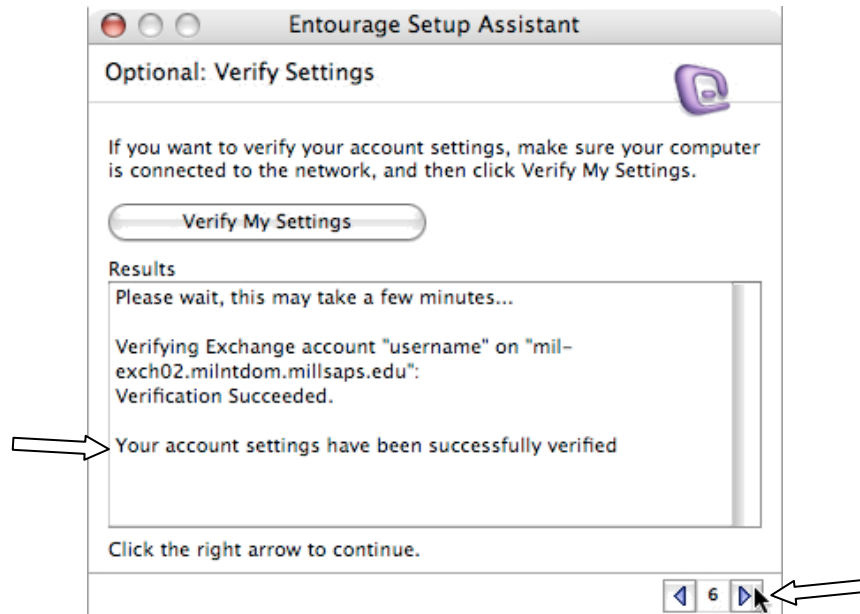 Entourage Setup Assistant
Optional: Verify Settings
If you want to verify your account settings, make sure your computer
is connected to the network, and then click Verify My Settings.
Verify My Settings
Results
Please wait, this may take a few minutes...
Verifying Exchange account "username" on "mil-
exch02.milntdom.millsaps.edu":
Verification Succeeded.
Your account settings have been successfully verified
Click the right arrow to continue.
6